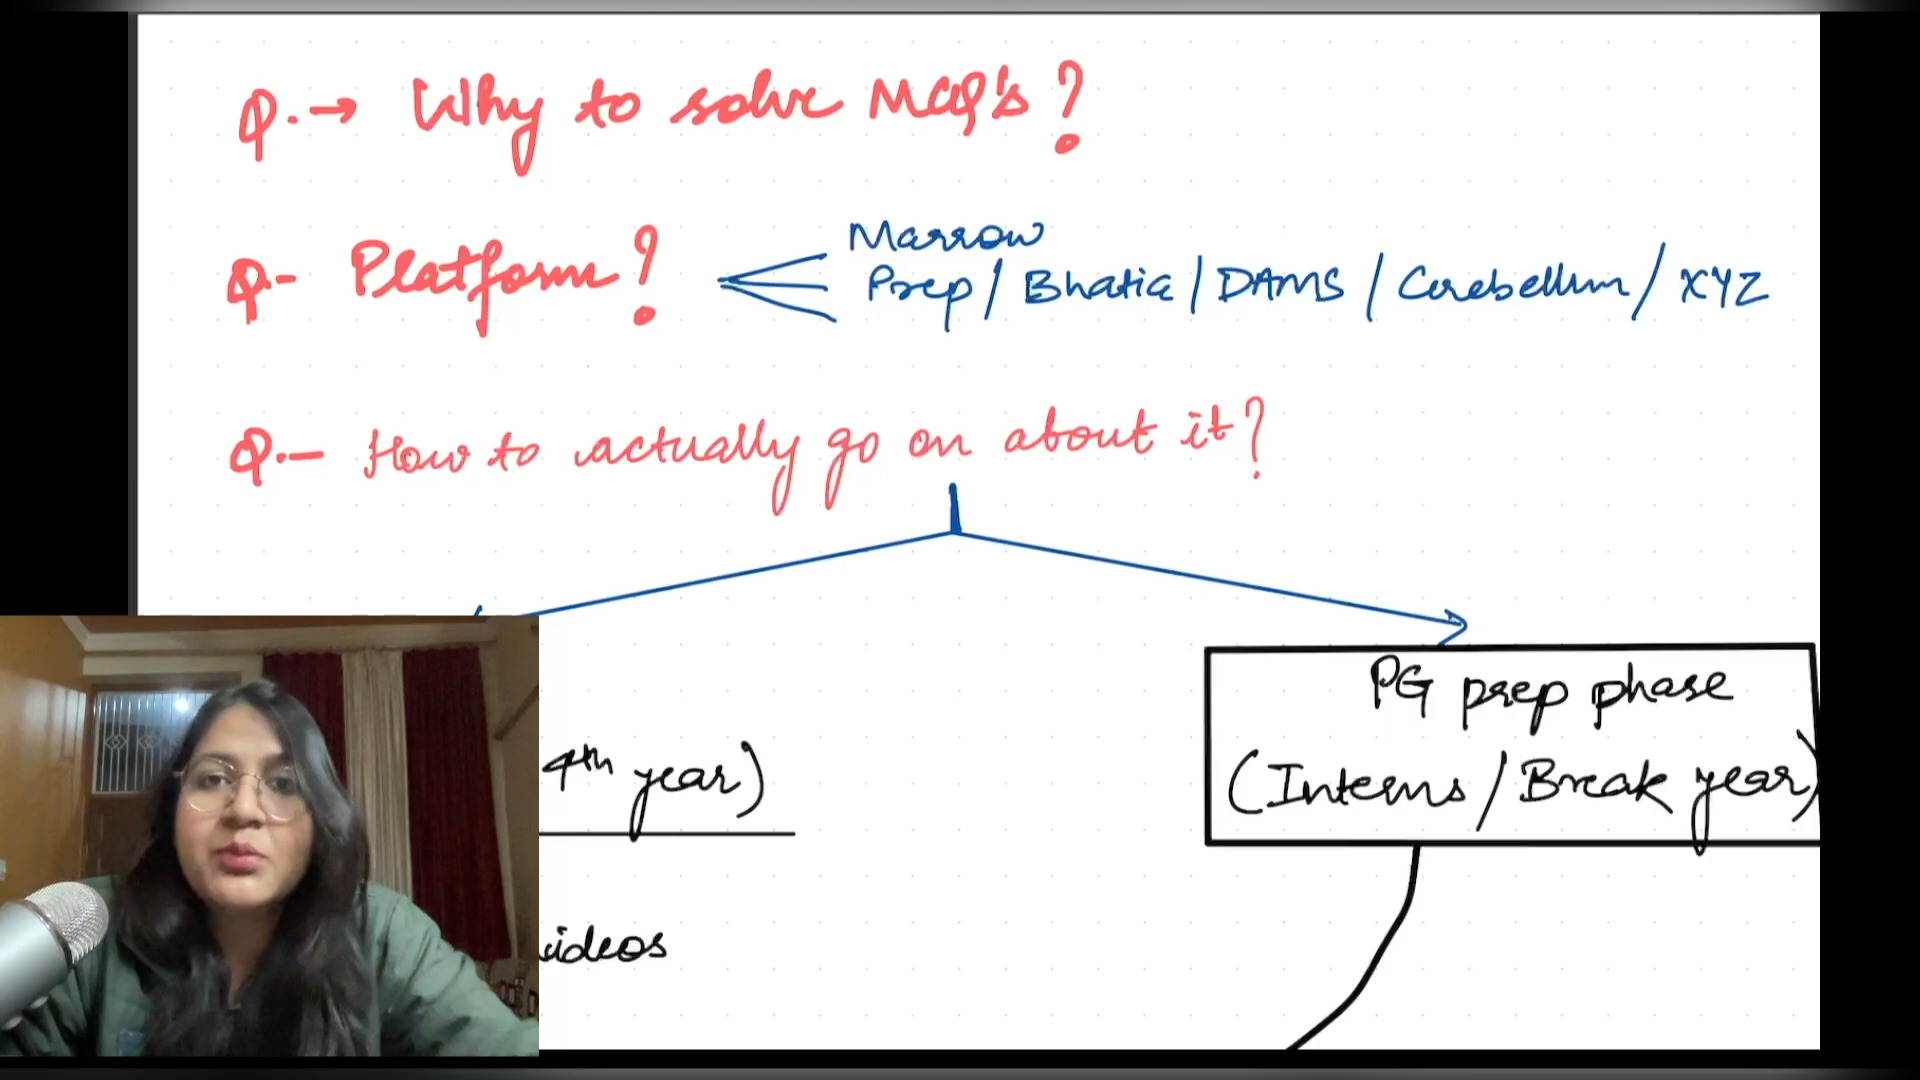 Q. → Why to solve MCQ's?
Q- Platform?
Marrow
Prep / Bhatia / DAMS / Cerebellum / XYZ
Q.- How to actually go on about it?
PG prep phase
(Interns / Break year)
4th year)
videos